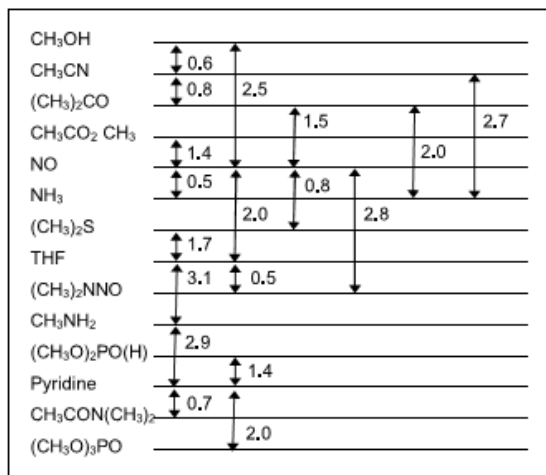 CH₃OH
CH₃CN 0.6
(CH₃)₂CO 0.8 2.5
CH₃CO₂ CH₃ 1.5 2.0 2.7
NO 1.4
NH₃ 0.5 0.8
(CH₃)₂S 2.0 2.8
THF 1.7
(CH₃)₂NNO 3.1 0.5
CH₃NH₂
(CH₃O)₂PO(H) 2.9
Pyridine 1.4
CH₃CON(CH₃)₂ 0.7
(CH₃O)₃PO 2.0